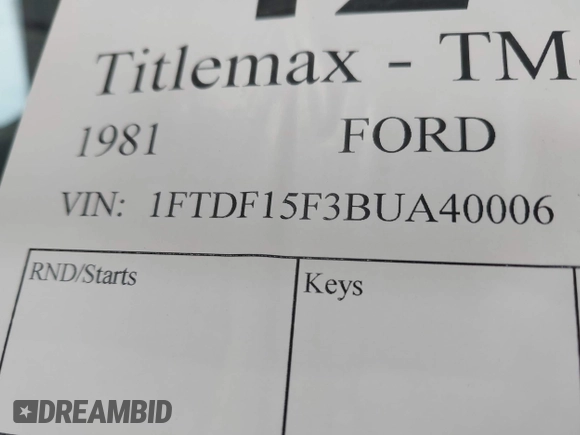 Titlemax - TM
1981 FORD
VIN: 1FTDF15F3BUA40006
RND/Starts Keys
DREAMBID